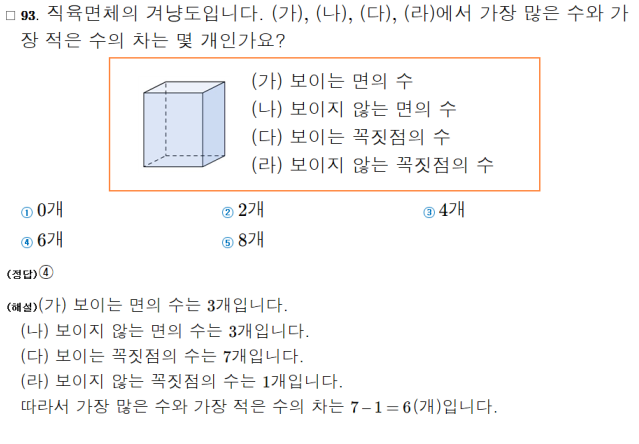 □ 93. 직육면체의 겨냥도입니다. (가), (나), (다), (라)에서 가장 많은 수와 가
장 적은 수의 차는 몇 개인가요?
(가) 보이는 면의 수
(나) 보이지 않는 면의 수
(다) 보이는 꼭짓점의 수
(라) 보이지 않는 꼭짓점의 수
① 0개 ② 2개 ③ 4개
④ 6개 ⑤ 8개
(정답)④
(해설)(가) 보이는 면의 수는 3개입니다.
(나) 보이지 않는 면의 수는 3개입니다.
(다) 보이는 꼭짓점의 수는 7개입니다.
(라) 보이지 않는 꼭짓점의 수는 1개입니다.
따라서 가장 많은 수와 가장 적은 수의 차는 7－1＝6(개)입니다.